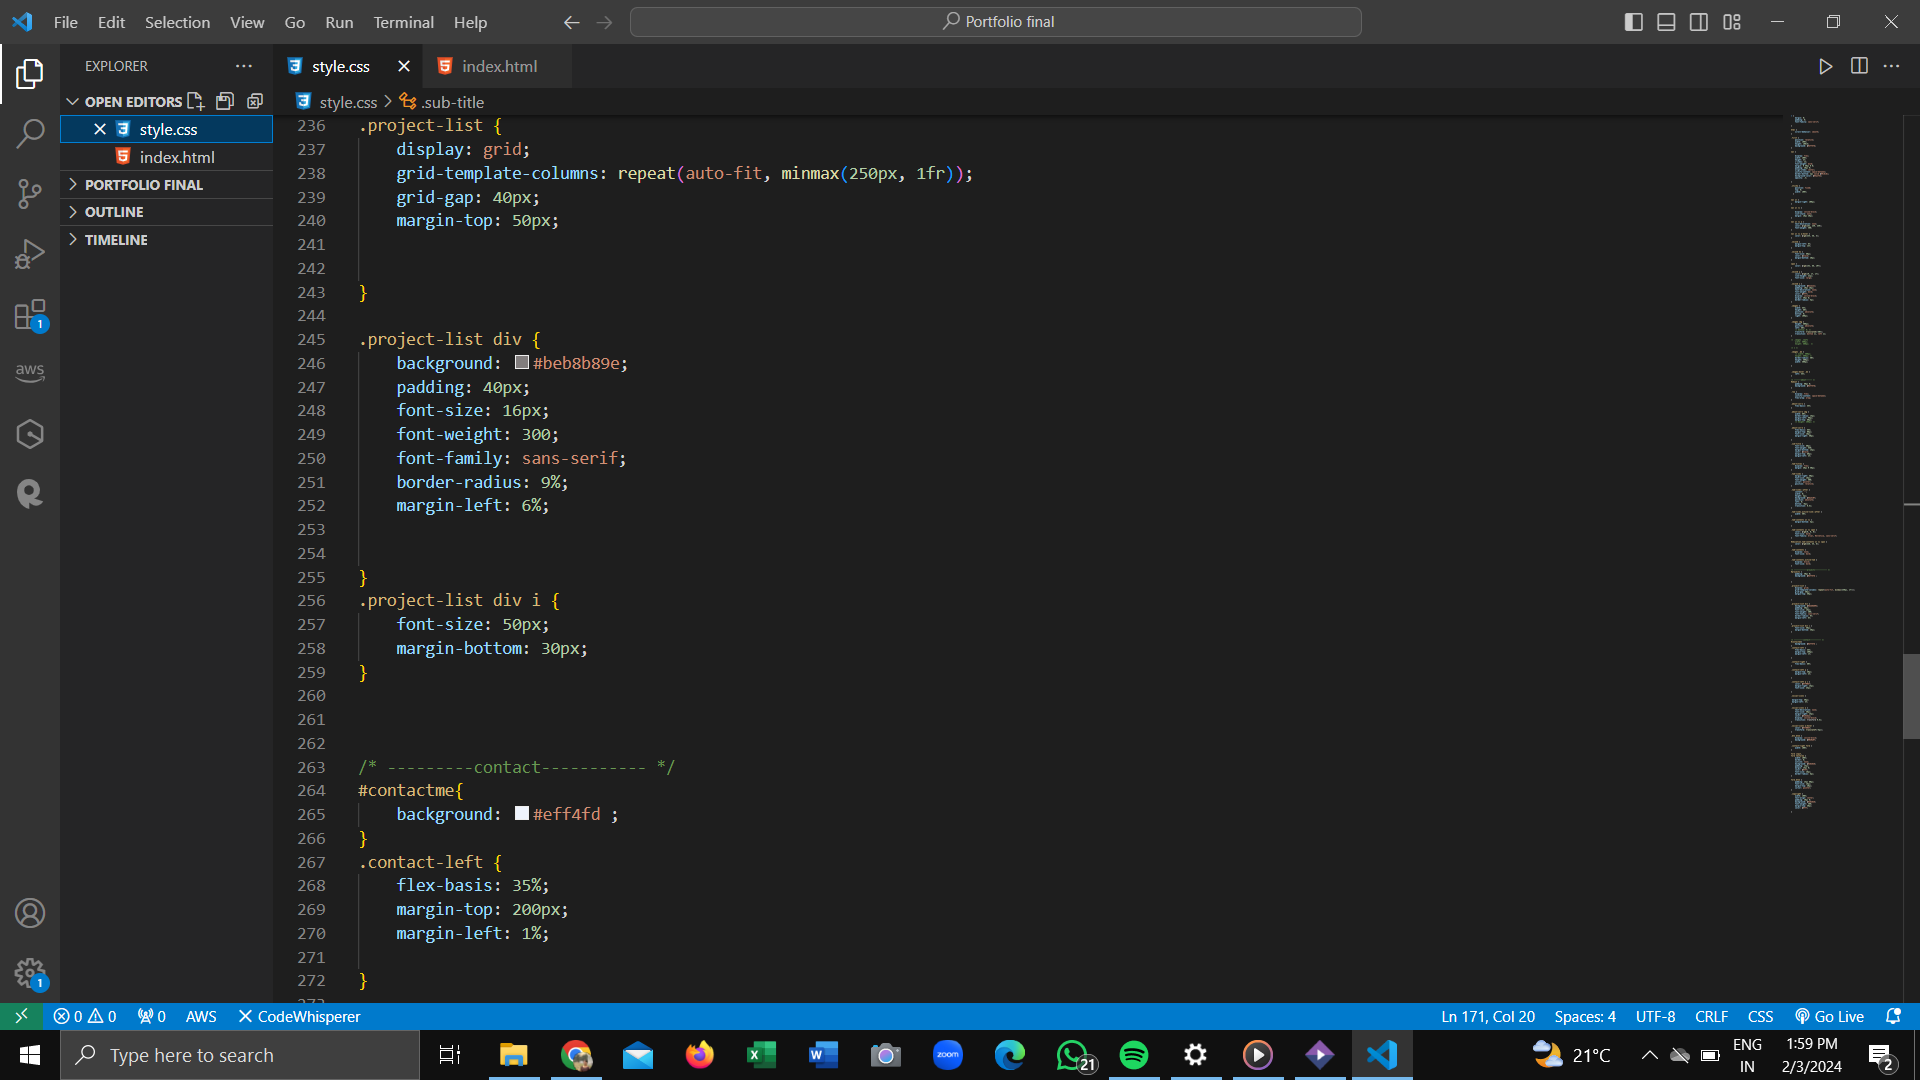 File Edit Selection View Go Run Terminal Help
Portfolio final
EXPLORER
style.css
index.html
OPEN EDITORS
style.css > .sub-title
style.css
index.html
PORTFOLIO FINAL
OUTLINE
TIMELINE
236 .project-list {
237 display: grid;
238 grid-template-columns: repeat(auto-fit, minmax(250px, 1fr));
239 grid-gap: 40px;
240 margin-top: 50px;
241
242
243 }
244
245 .project-list div {
246 background: #beb8b89e;
247 padding: 40px;
248 font-size: 16px;
249 font-weight: 300;
250 font-family: sans-serif;
251 border-radius: 9%;
252 margin-left: 6%;
253
254
255 }
256 .project-list div i {
257 font-size: 50px;
258 margin-bottom: 30px;
259 }
260
261
262
263 /* ---------contact----------- */
264 #contactme{
265 background: #eff4fd ;
266 }
267 .contact-left {
268 flex-basis: 35%;
269 margin-top: 200px;
270 margin-left: 1%;
271
272 }
1
aws
1
0 0 0 AWS CodeWhisperer
Ln 171, Col 20 Spaces: 4 UTF-8 CRLF CSS Go Live
Type here to search
zoom
21
21°C
ENG
IN
1:59 PM
2/3/2024
2